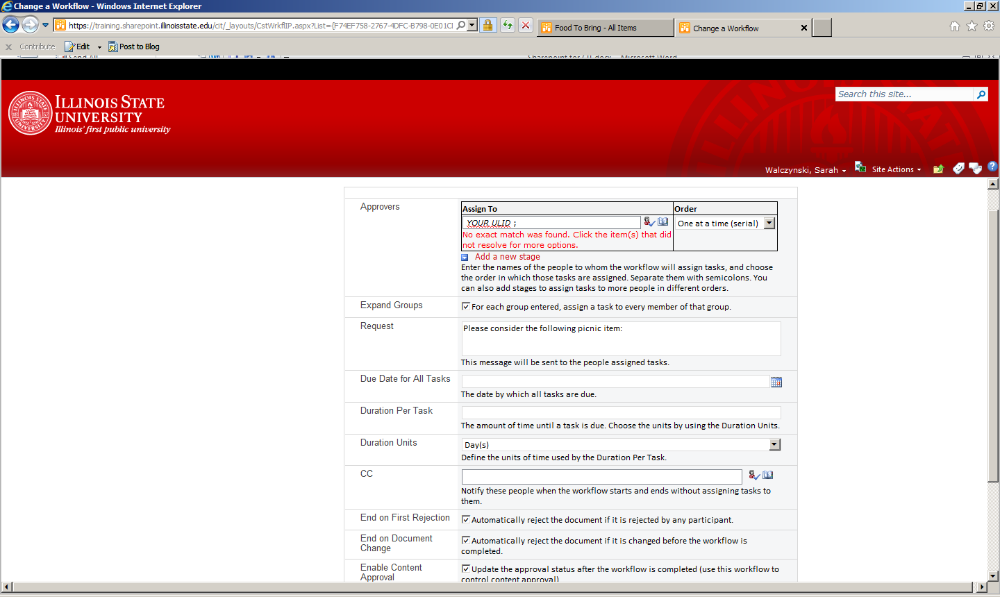 Change a Workflow - Windows Internet Explorer
https://training.sharepoint.illinoisstate.edu/cit/_layouts/CstWrkflIP.aspx?List={F74EF758-2767-4DFC-B798-0E01CI
Food To Bring - All Items
Change a Workflow
x Contribute Edit Post to Blog
Sharepoint for CIT.docx - Microsoft Word
ILLINOIS STATE
UNIVERSITY
Illinois' first public university
Search this site...
Walczynski, Sarah
Site Actions
Approvers
Assign To
Order
YOUR ULID ;
One at a time (serial)
No exact match was found. Click the item(s) that did
not resolve for more options.
Add a new stage
Enter the names of the people to whom the workflow will assign tasks, and choose
the order in which those tasks are assigned. Separate them with semicolons. You
can also add stages to assign tasks to more people in different orders.
Expand Groups
For each group entered, assign a task to every member of that group.
Request
Please consider the following picnic item:
This message will be sent to the people assigned tasks.
Due Date for All Tasks
The date by which all tasks are due.
Duration Per Task
The amount of time until a task is due. Choose the units by using the Duration Units.
Duration Units
Day(s)
Define the units of time used by the Duration Per Task.
CC
Notify these people when the workflow starts and ends without assigning tasks to
them.
End on First Rejection
Automatically reject the document if it is rejected by any participant.
End on Document
Change
Automatically reject the document if it is changed before the workflow is
completed.
Enable Content
Approval
Update the approval status after the workflow is completed (use this workflow to
control content approval)